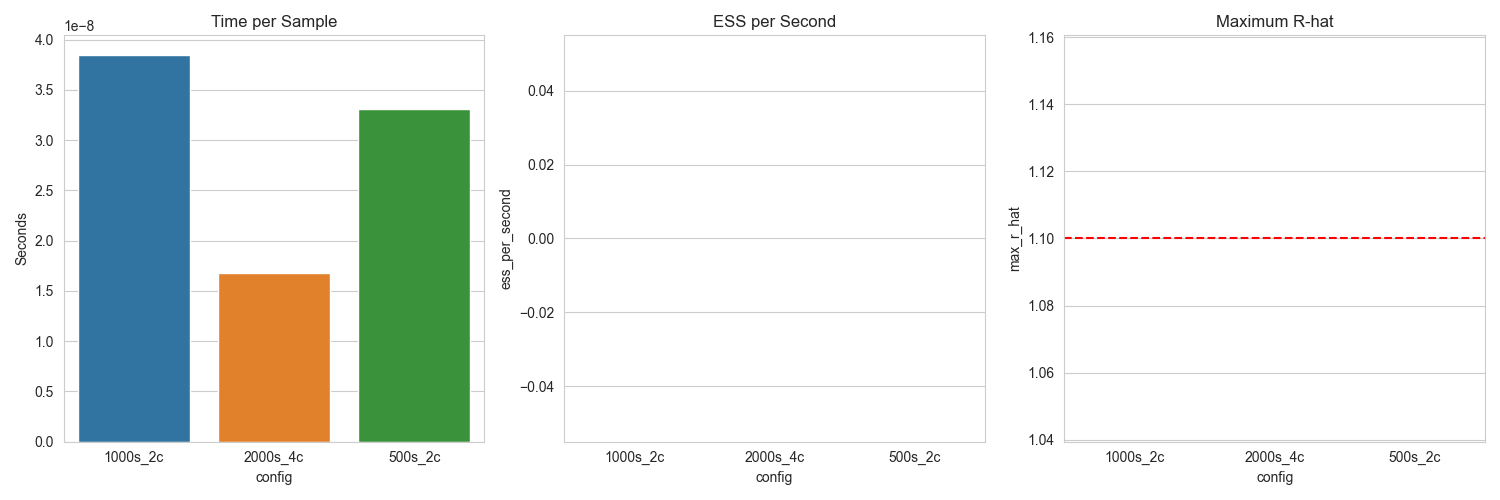 Time per Sample
1e−8
4.0
3.5
3.0
2.5
2.0
1.5
1.0
0.5
0.0
Seconds
1000s_2c
2000s_4c
500s_2c
config
ESS per Second
0.04
0.02
0.00
−0.02
−0.04
ess_per_second
1000s_2c
2000s_4c
500s_2c
config
Maximum R-hat
1.16
1.14
1.12
1.10
1.08
1.06
1.04
max_r_hat
1000s_2c
2000s_4c
500s_2c
config